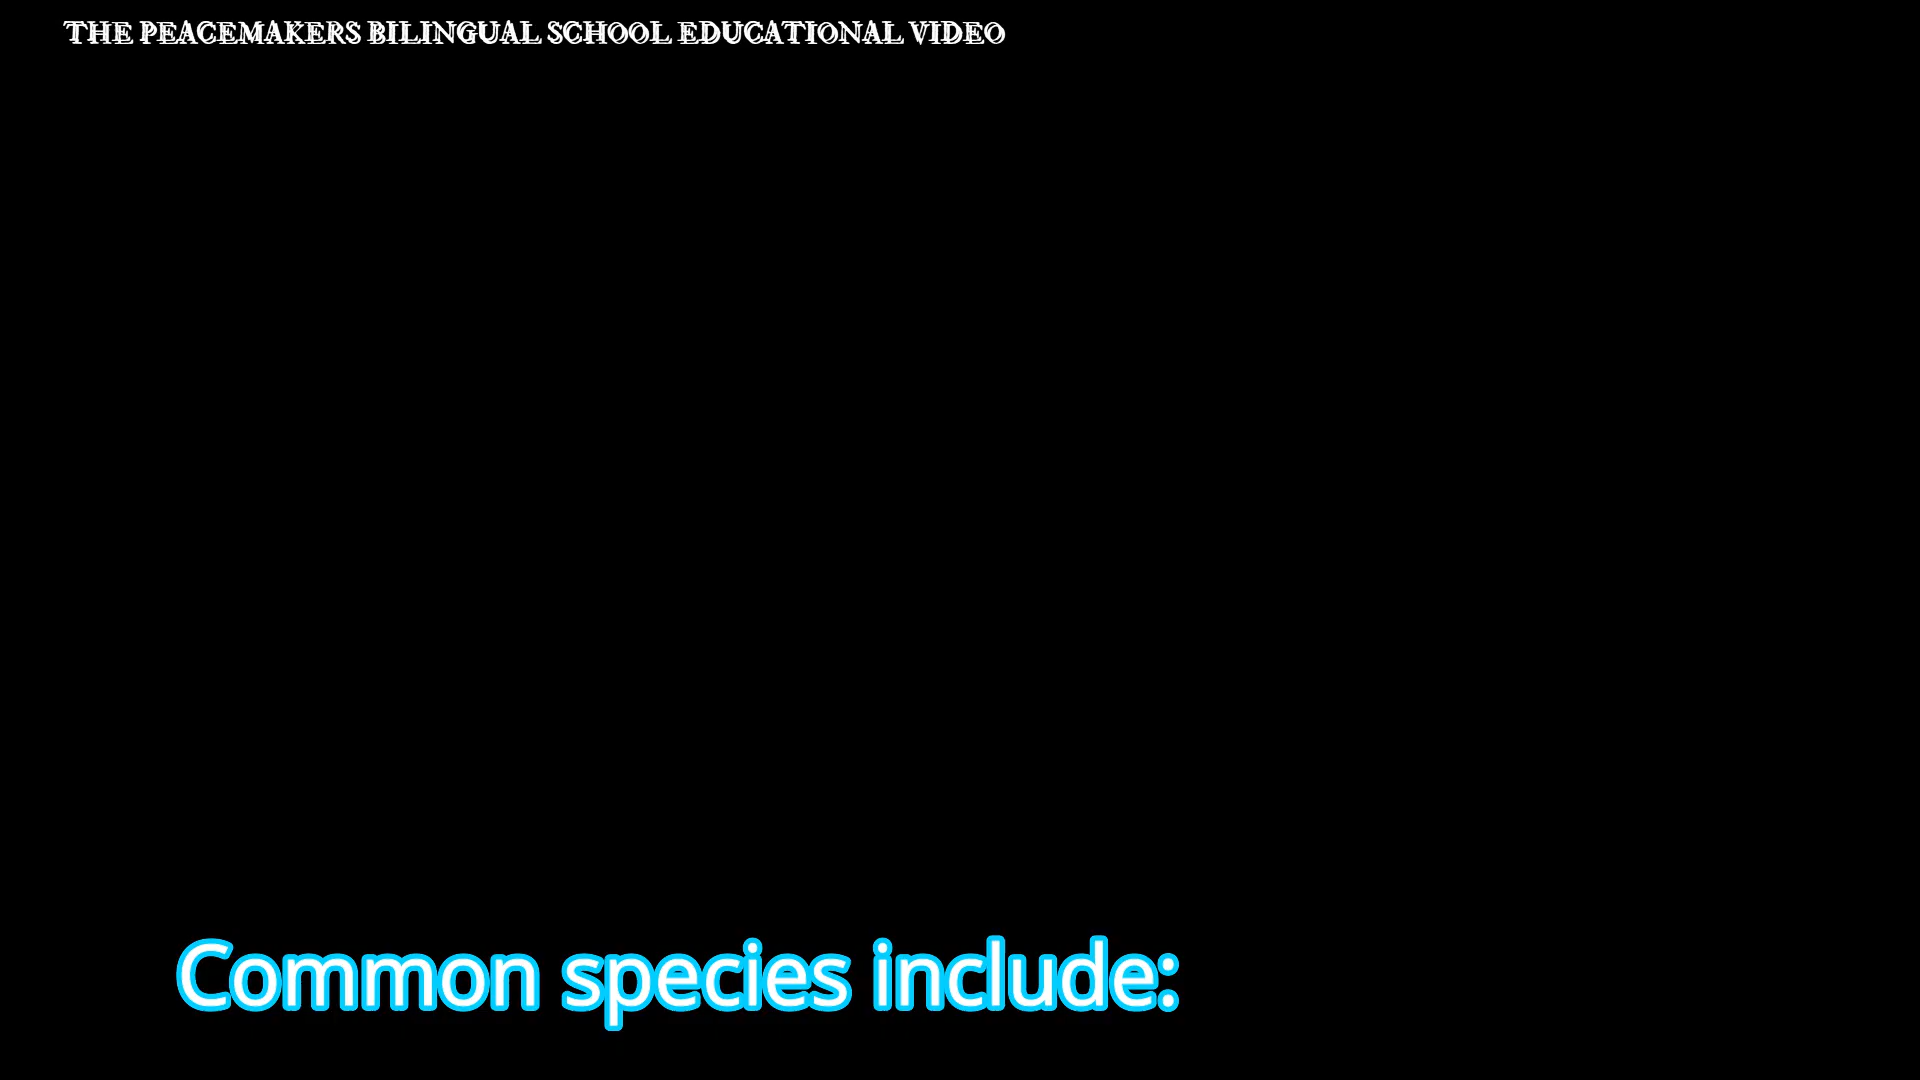 THE PEACEMAKERS BILINGUAL SCHOOL EDUCATIONAL VIDEO
Common species include: